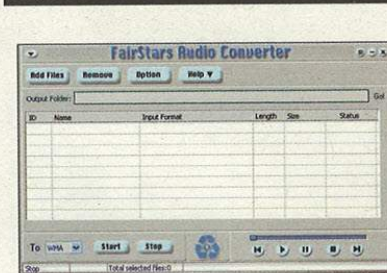 FairStars Audio Converter
Add Files Remove Option Help
Output Folder: Go!
ID Name Input Format Length Size Status
To WMA Start Stop
Stop Total selected files:0